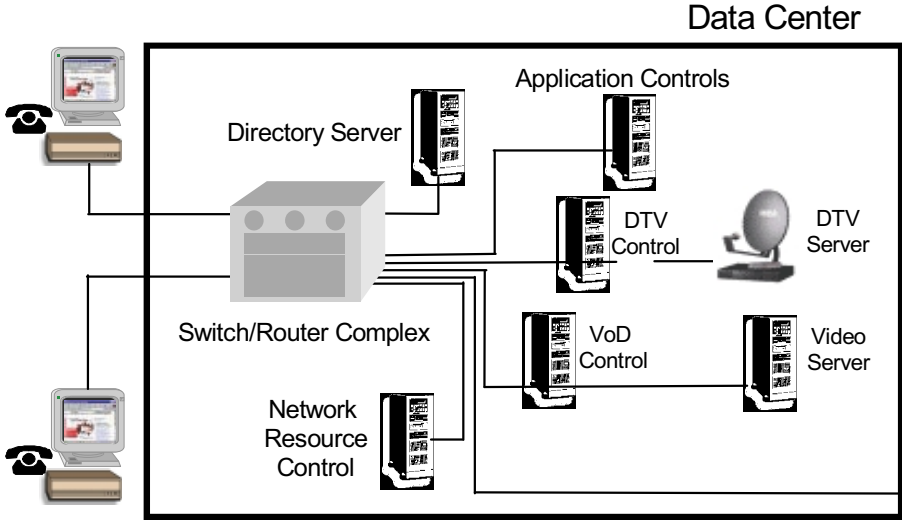 Data Center
Application Controls
Directory Server
DTV
Control
DTV
Server
Switch/Router Complex
VoD
Control
Video
Server
Network
Resource
Control